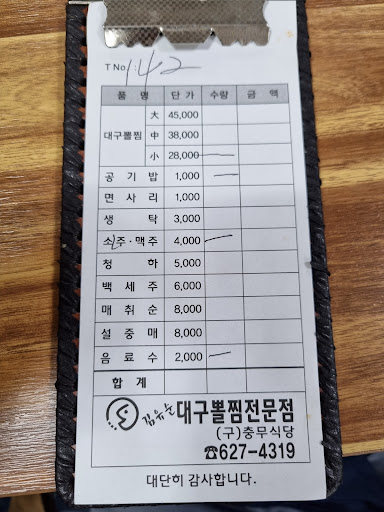 T No 1:42
품 명 단 가 수량 금 액
대구뽈찜 大 45,000
中 38,000
小 28,000 —
공 기 밥 1,000 —
면 사 리 1,000
생 탁 3,000
소주 · 맥주 4,000 —
청 하 5,000
백 세 주 6,000
매 취 순 8,000
설 중 매 8,000
음 료 수 2,000 —
합 계
김유순 대구뽈찜전문점
(구)충무식당
☎627-4319
대단히 감사합니다.